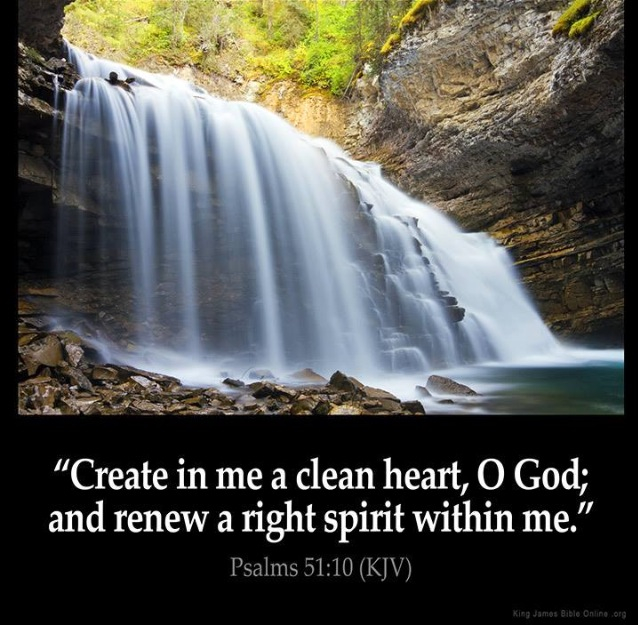 “Create in me a clean heart, O God;
and renew a right spirit within me.”
Psalms 51:10 (KJV)
King James Bible Online .org